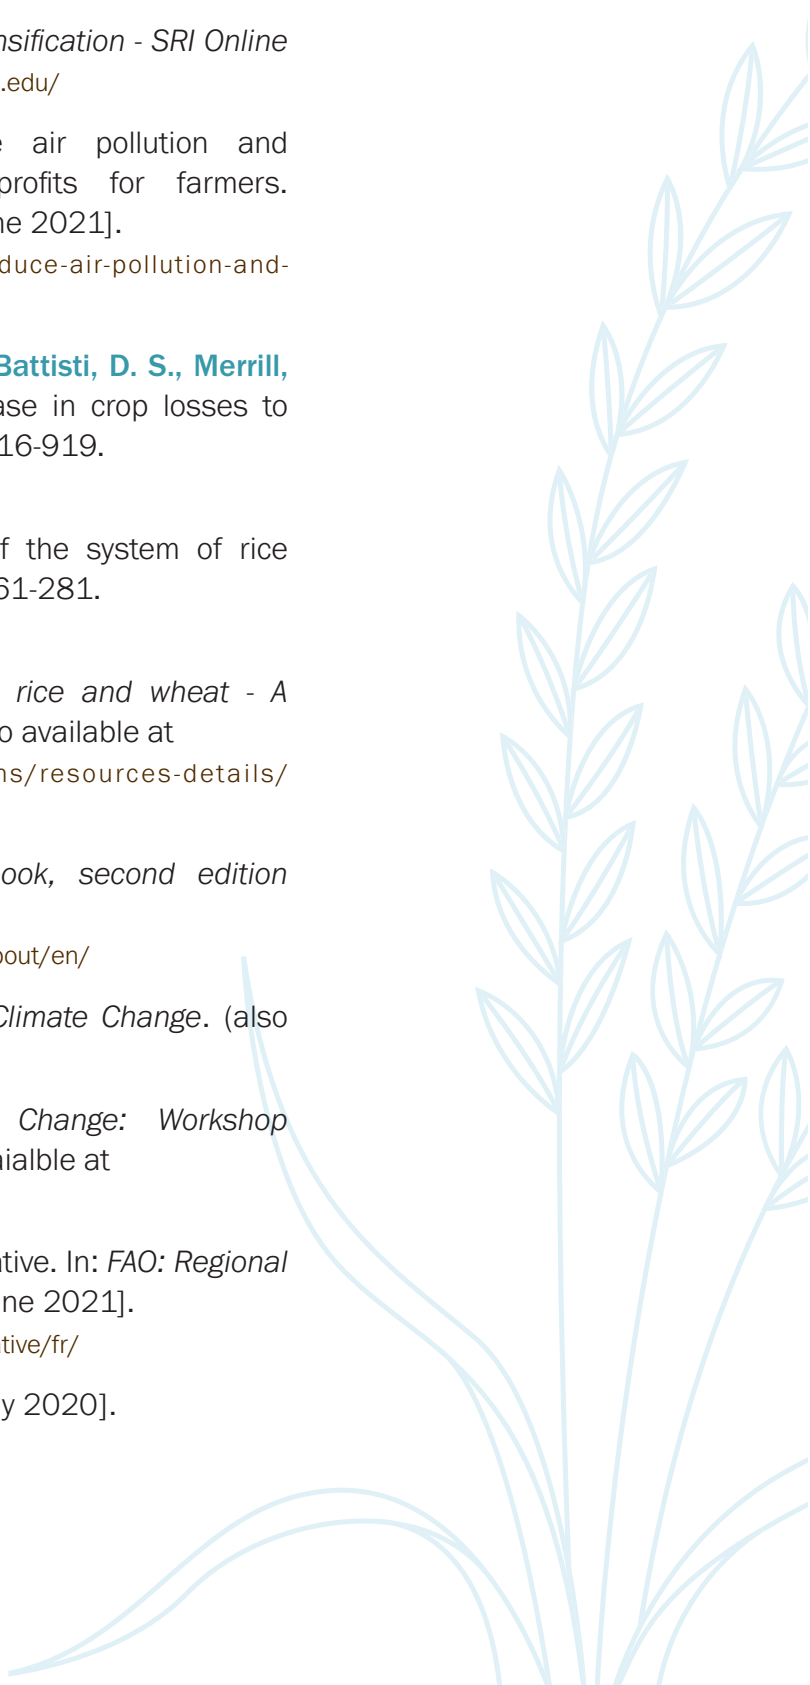 nsification - SRI Online
.edu/
e air pollution and
profits for farmers.
ne 2021].
duce-air-pollution-and-
Battisti, D. S., Merrill,
ase in crop losses to
16-919.
f the system of rice
61-281.
rice and wheat - A
o available at
ns/resources-details/
ook, second edition
bout/en/
Climate Change. (also
Change: Workshop
aialble at
ative. In: FAO: Regional
ne 2021].
ative/fr/
y 2020].